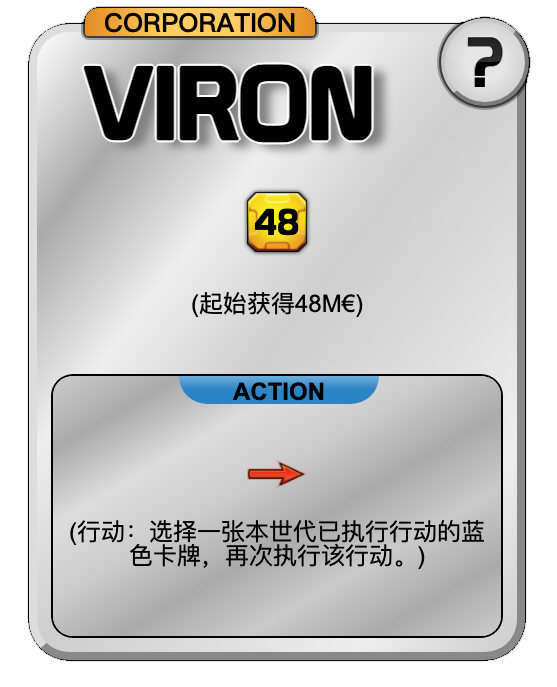 CORPORATION
?
VIRON
48
(起始获得48M€)
ACTION
(行动：选择一张本世代已执行行动的蓝
色卡牌，再次执行该行动。)